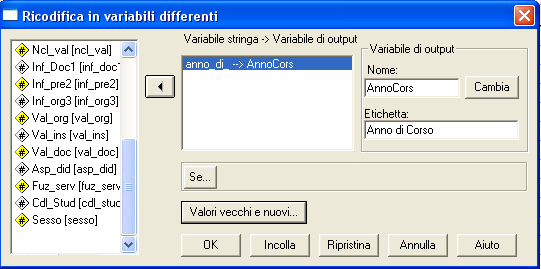 Ricodifica in variabili differenti
Ncl_val [ncl_val]
Inf_Doc1 [inf_doc1
Inf_pre2 [inf_pre2]
Inf_org3 [inf_org3]
Val_org [val_org]
Val_ins [val_ins]
Val_doc [val_doc]
Asp_did [asp_did]
Fuz_serv [fuz_serv
Cdl_Stud [cdl_stud
Sesso [sesso]
Variabile stringa -> Variabile di output
anno_di_ --> AnnoCors
Variabile di output
Nome:
AnnoCors
Cambia
Etichetta:
Anno di Corso
Se...
Valori vecchi e nuovi...
OK
Incolla
Ripristina
Annulla
Aiuto